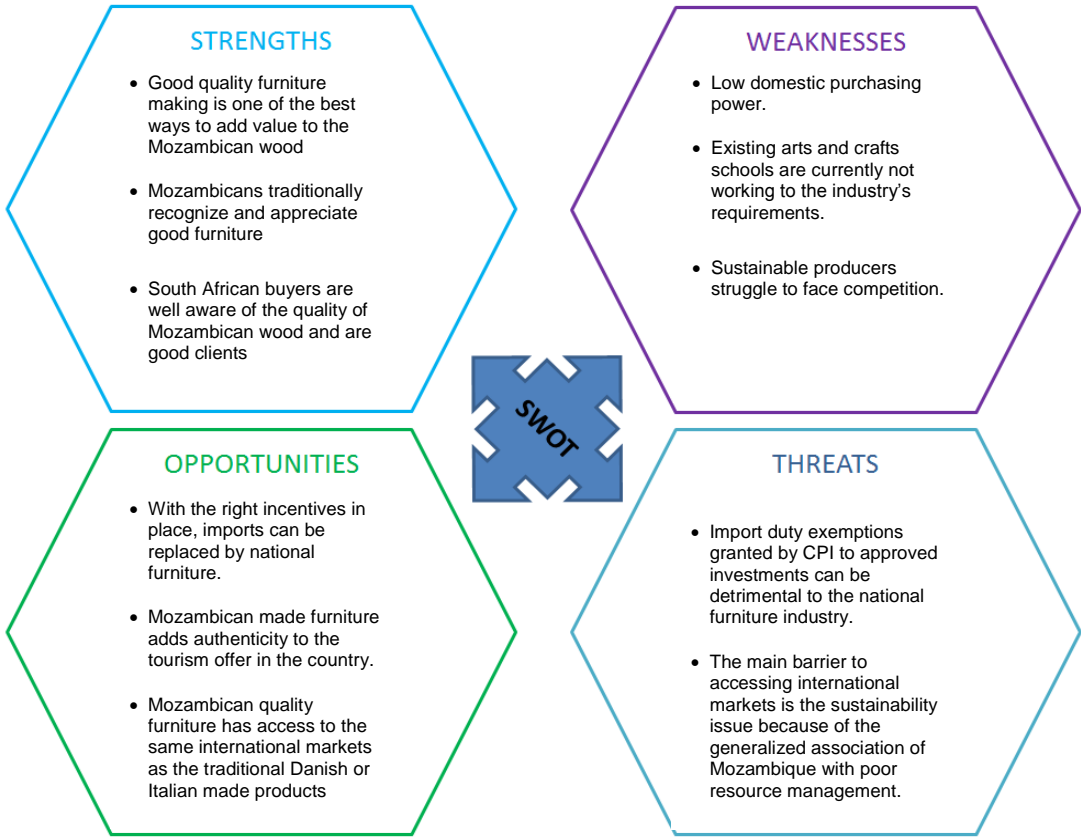 STRENGTHS
• Good quality furniture
making is one of the best
ways to add value to the
Mozambican wood
• Mozambicans traditionally
recognize and appreciate
good furniture
• South African buyers are
well aware of the quality of
Mozambican wood and are
good clients
WEAKNESSES
• Low domestic purchasing
power.
• Existing arts and crafts
schools are currently not
working to the industry's
requirements.
• Sustainable producers
struggle to face competition.
SWOT
OPPORTUNITIES
• With the right incentives in
place, imports can be
replaced by national
furniture.
• Mozambican made furniture
adds authenticity to the
tourism offer in the country.
• Mozambican quality
furniture has access to the
same international markets
as the traditional Danish or
Italian made products
THREATS
• Import duty exemptions
granted by CPI to approved
investments can be
detrimental to the national
furniture industry.
• The main barrier to
accessing international
markets is the sustainability
issue because of the
generalized association of
Mozambique with poor
resource management.